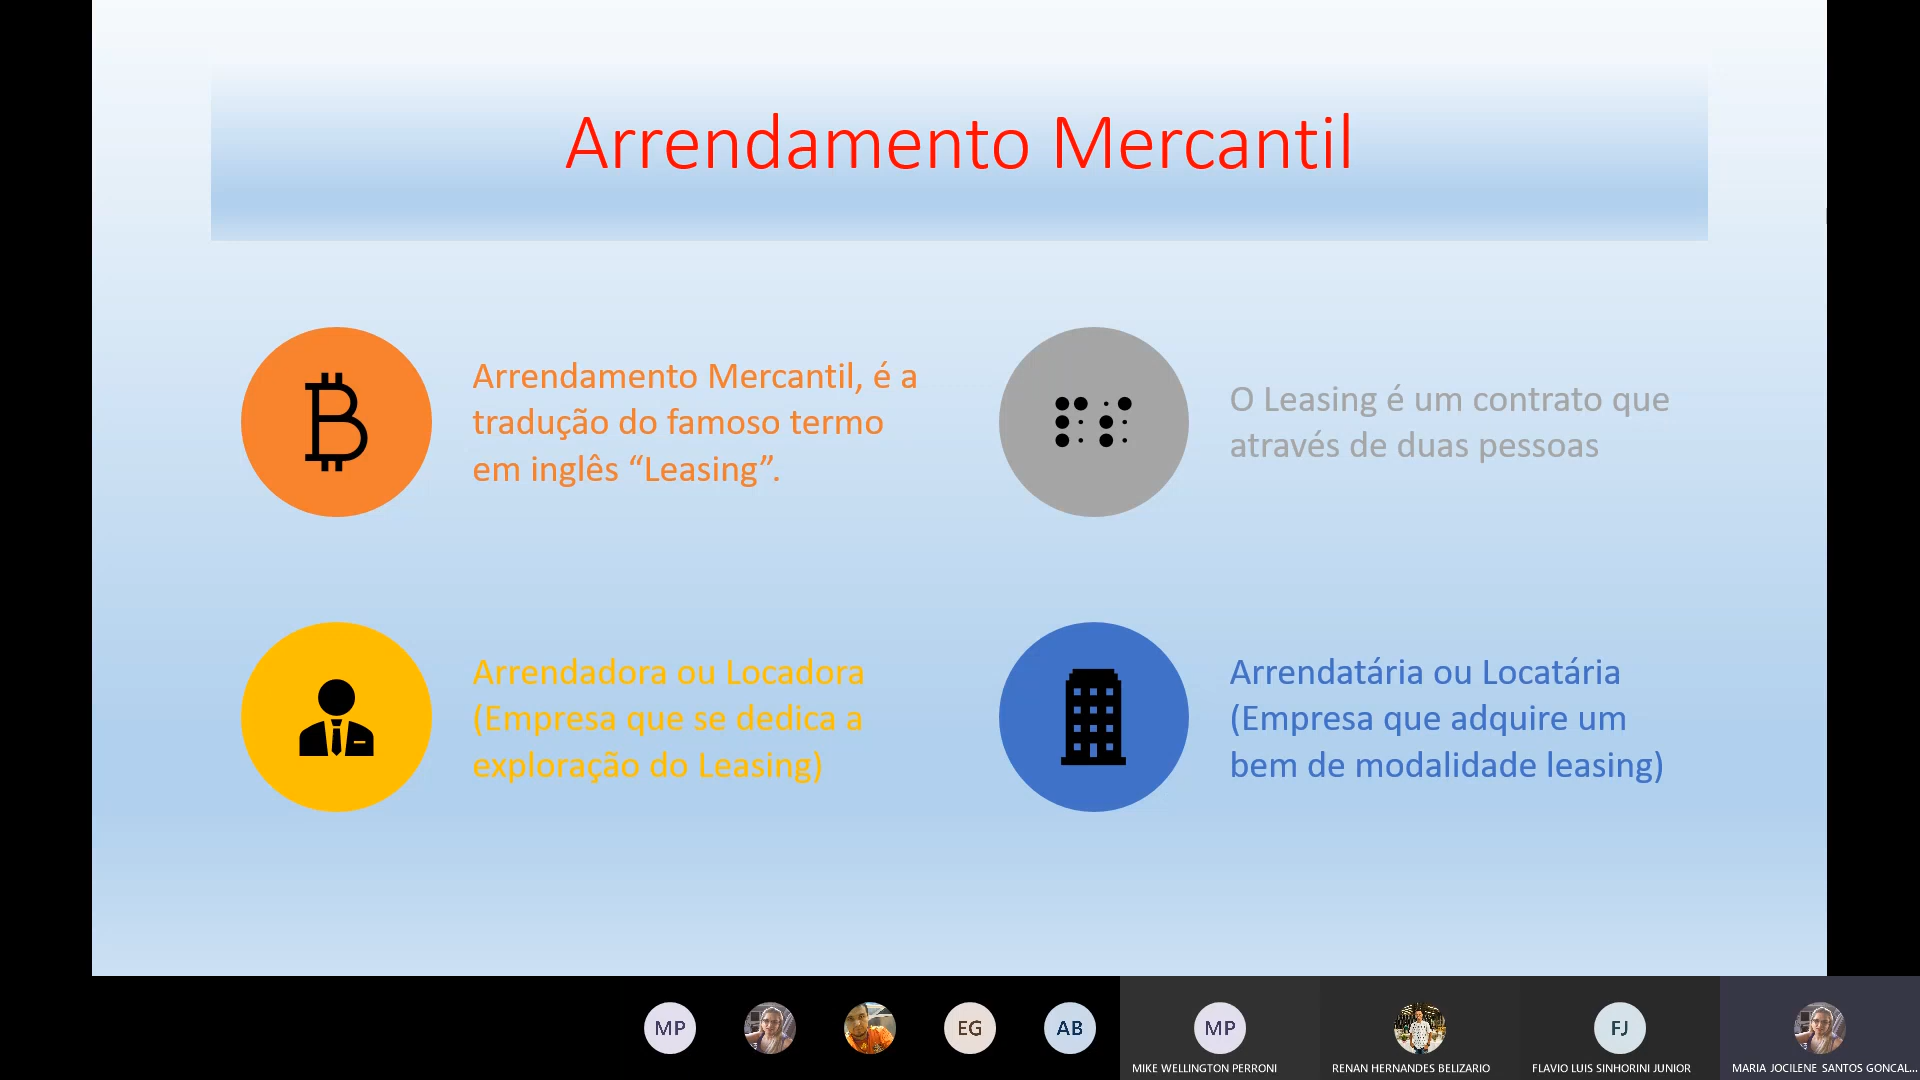 Arrendamento Mercantil
Arrendamento Mercantil, é a
tradução do famoso termo
em inglês “Leasing”.
O Leasing é um contrato que
através de duas pessoas
Arrendadora ou Locadora
(Empresa que se dedica a
exploração do Leasing)
Arrendatária ou Locatária
(Empresa que adquire um
bem de modalidade leasing)
MP
EG
AB
MP
FJ
MIKE WELLINGTON PERRONI
RENAN HERNANDES BELIZARIO
FLAVIO LUIS SINHORINI JUNIOR
MARIA JOCILENE SANTOS GONCAL...